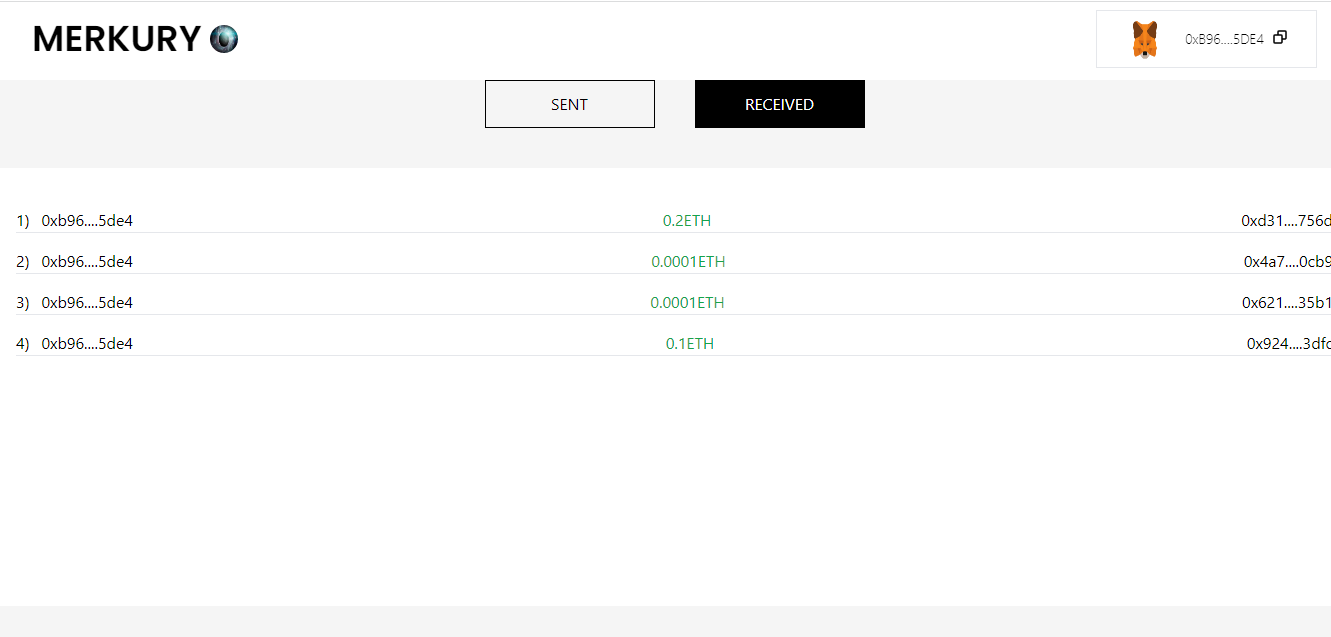 MERKURY
0xB96....5DE4
SENT
RECEIVED
1) 0xb96....5de4 0.2ETH 0xd31....756d
2) 0xb96....5de4 0.0001ETH 0x4a7....0cb9
3) 0xb96....5de4 0.0001ETH 0x621....35b1
4) 0xb96....5de4 0.1ETH 0x924....3dfc